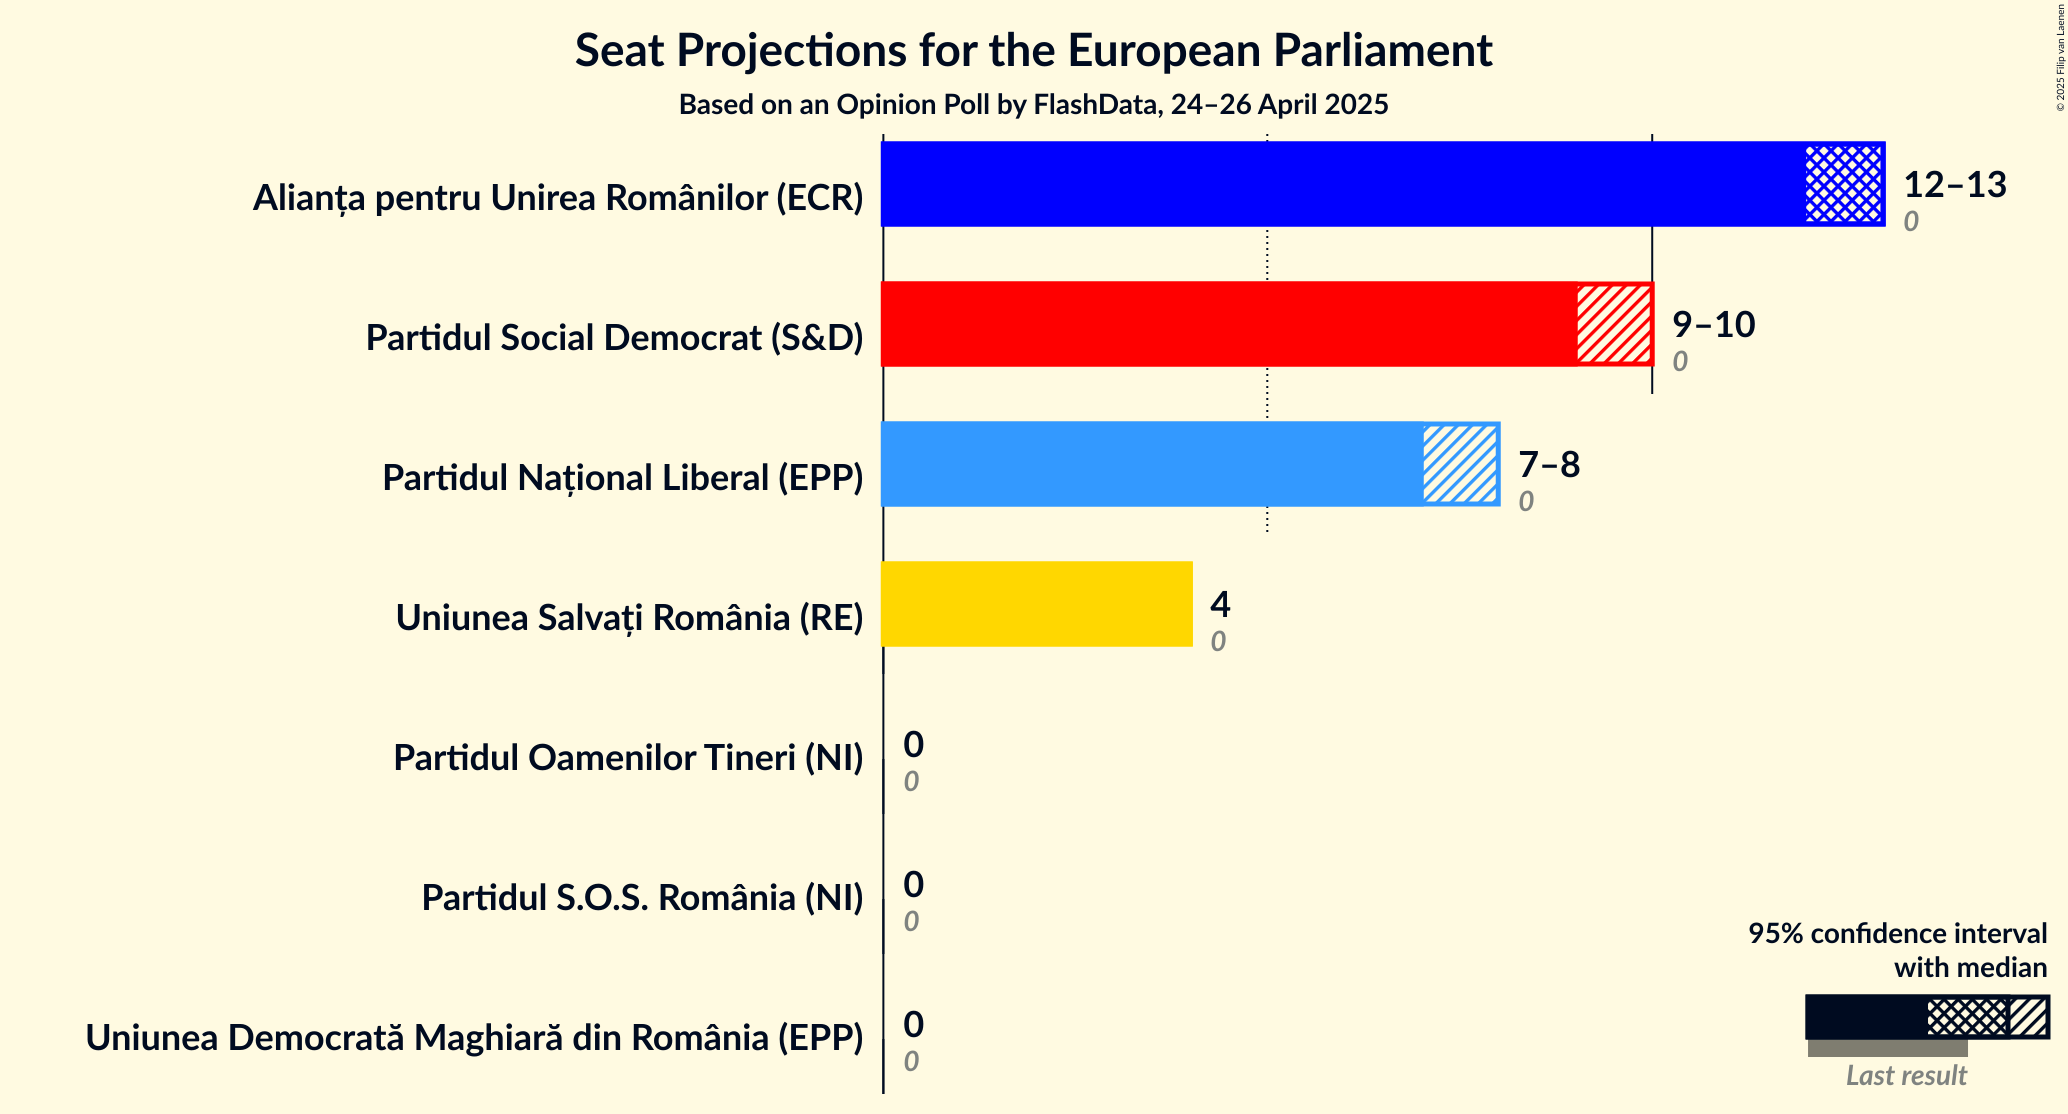 Seat Projections for the European Parliament
Based on an Opinion Poll by FlashData, 24–26 April 2025
© 2025 Filip van Laenen
Alianța pentru Unirea Românilor (ECR)
12–13
0
Partidul Social Democrat (S&D)
9–10
0
Partidul Național Liberal (EPP)
7–8
0
Uniunea Salvați România (RE)
4
0
Partidul Oamenilor Tineri (NI)
0
0
Partidul S.O.S. România (NI)
0
0
Uniunea Democrată Maghiară din România (EPP)
0
0
95% confidence interval
with median
Last result